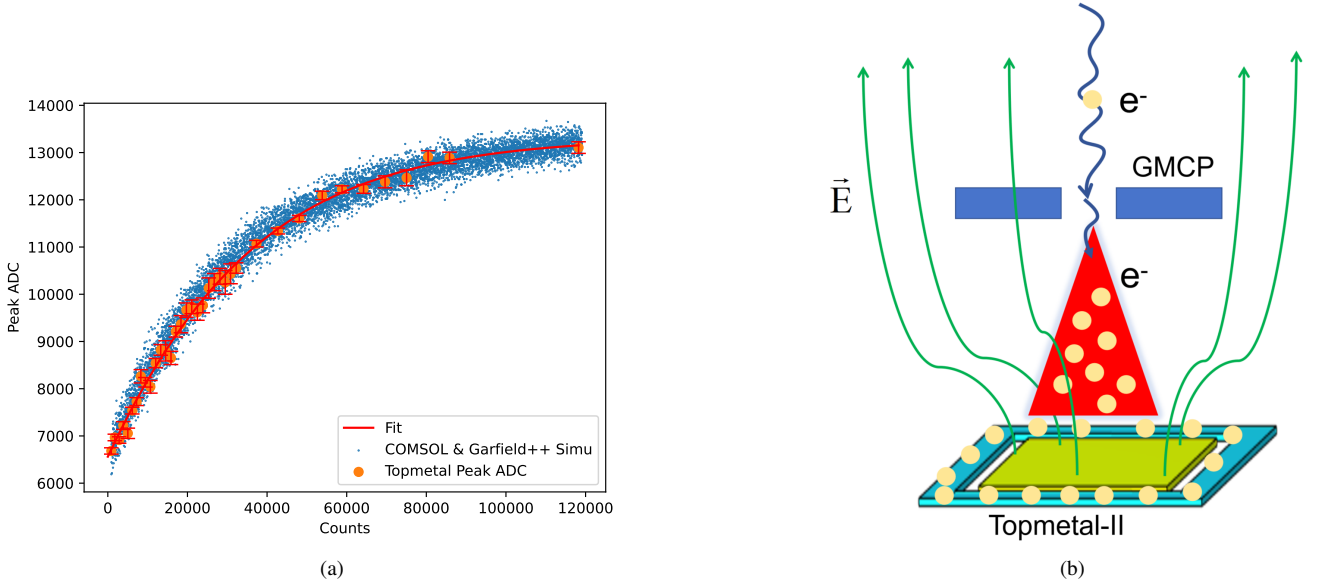 14000
13000
12000
11000
10000
9000
8000
7000
6000
Peak ADC
0 20000 40000 60000 80000 100000 120000
Counts
Fit
COMSOL & Garfield++ Simu
Topmetal Peak ADC
(a)
e-
GMCP
E
e-
Topmetal-II
(b)